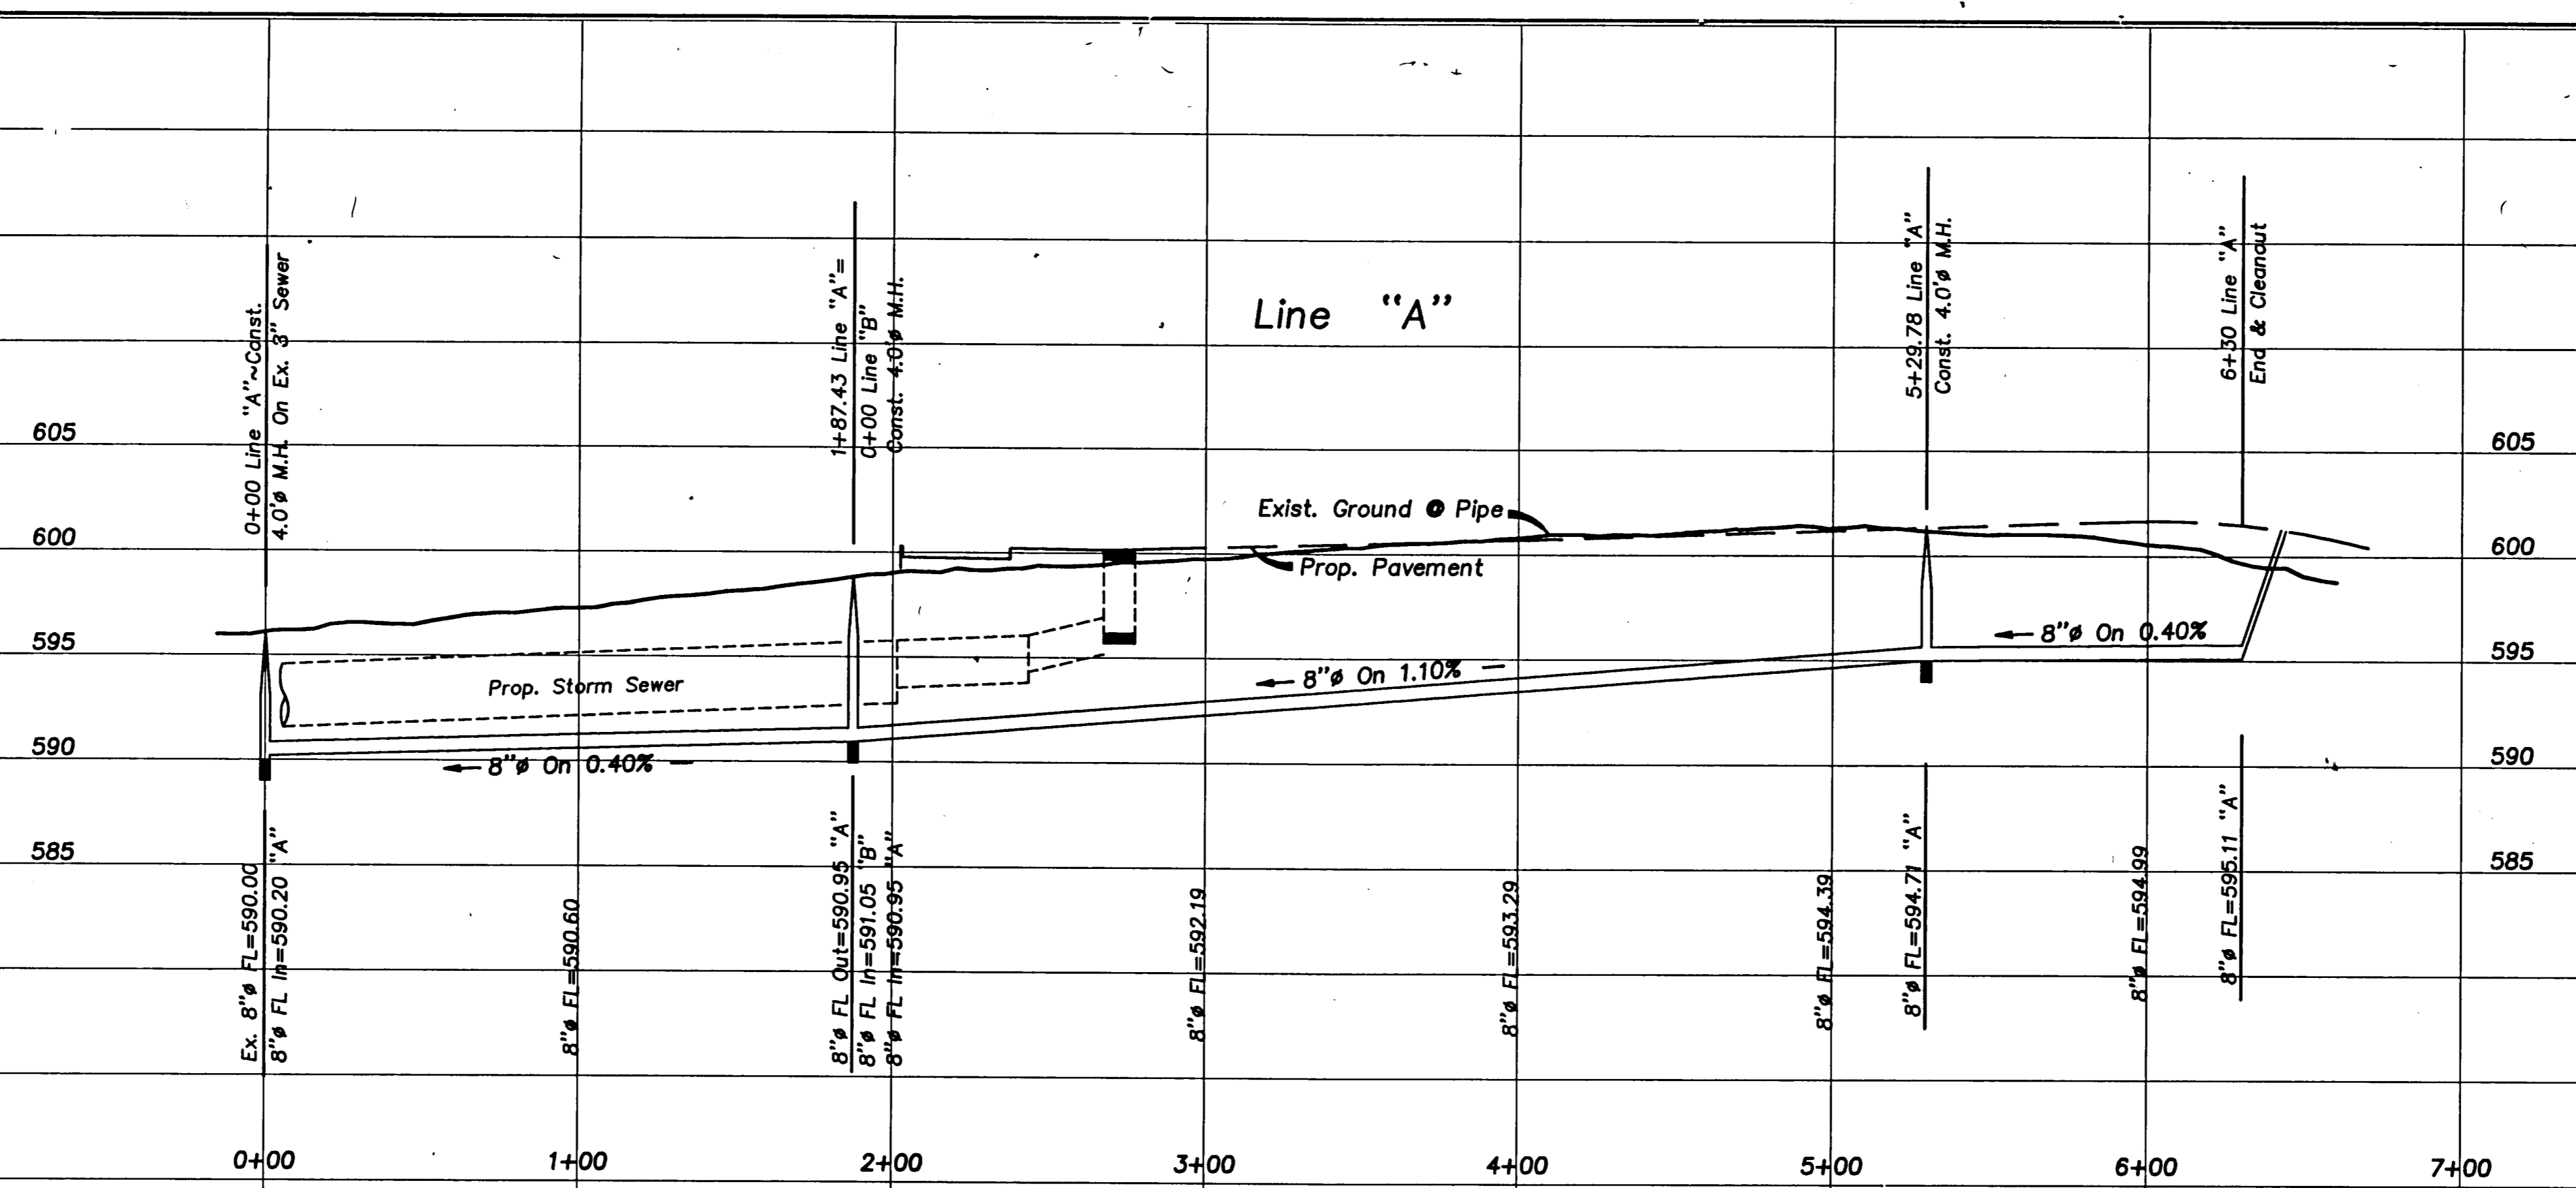 0+00 Line "A"~Const.
4.0'ø M.H. On Ex. 3" Sewer
1+87.43 Line "A"=
0+00 Line "B"
Const. 4.0'ø M.H.
Line "A"
5+29.78 Line "A"
Const. 4.0'ø M.H.
6+30 Line "A"
End & Cleanout
605
605
600
600
595
595
590
590
585
585
Exist. Ground @ Pipe
Prop. Pavement
Prop. Storm Sewer
8"ø On 0.40%
8"ø On 1.10%
8"ø On 0.40%
Ex. 8"ø FL=590.00
8"ø FL In=590.20 "A"
8"ø FL=590.60
8"ø FL Out=590.95 "A"
8"ø FL In=591.05 "B"
8"ø FL In=590.95 "A"
8"ø FL=592.19
8"ø FL=593.29
8"ø FL=594.39
8"ø FL=594.71 "A"
8"ø FL=594.99
8"ø FL=595.11 "A"
0+00
1+00
2+00
3+00
4+00
5+00
6+00
7+00